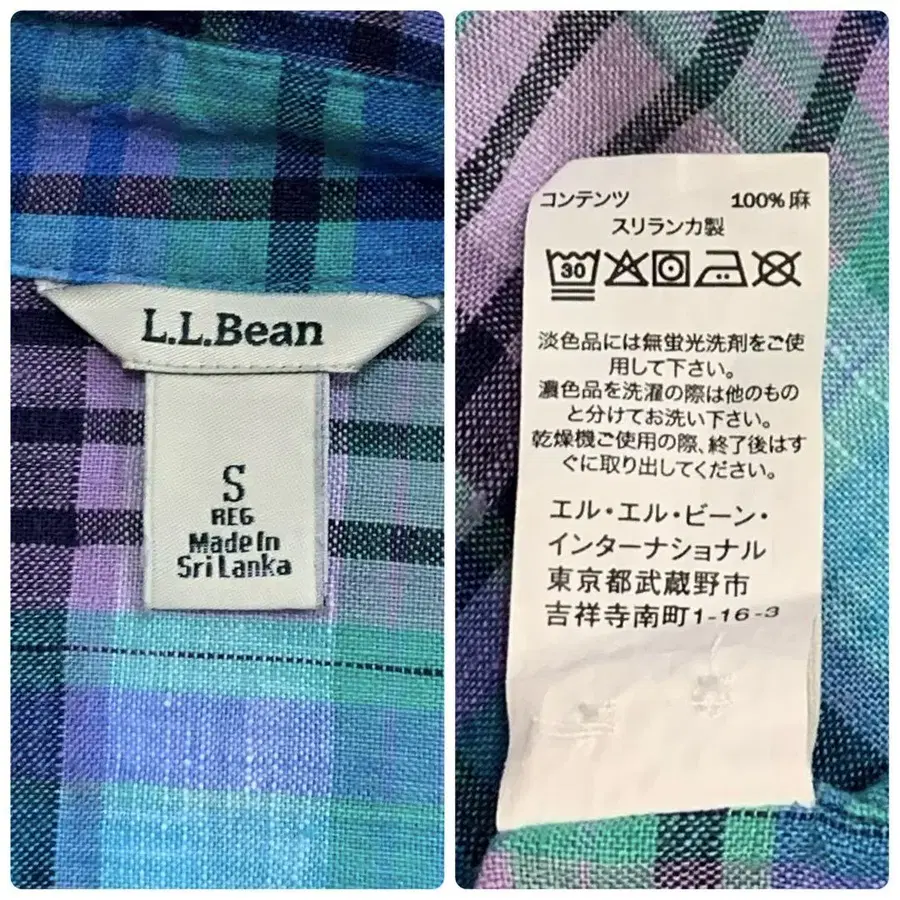 L.L.Bean
S
REG
Made In
Sri Lanka
コンテンツ 100% 麻
スリランカ製
30
淡色品には無蛍光洗剤をご使
用して下さい。
濃色品を洗濯の際は他のもの
と分けてお洗い下さい。
乾燥機ご使用の際、終了後はす
ぐに取り出してください。
エル・エル・ビーン・
インターナショナル
東京都武蔵野市
吉祥寺南町1-16-3